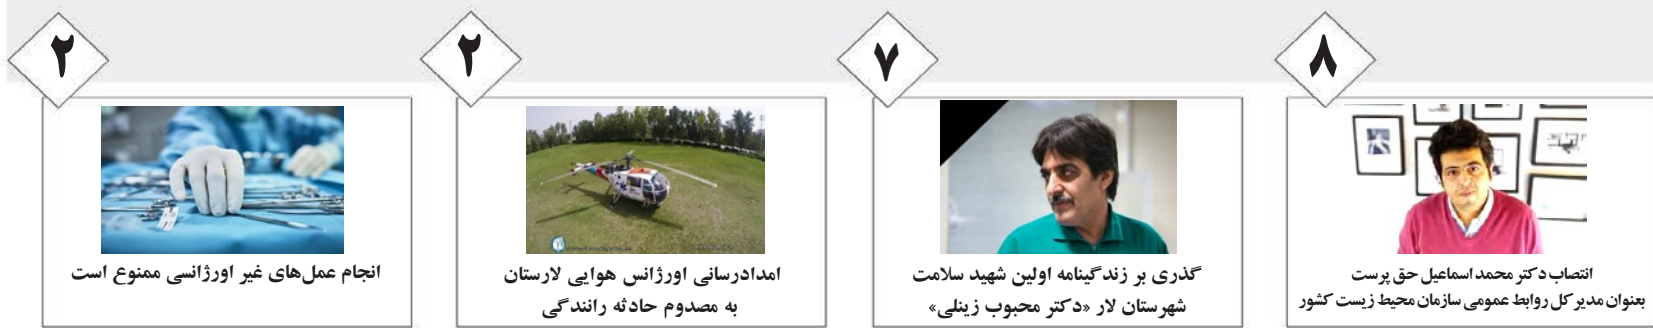 ۸
انتصاب دکتر محمد اسماعیل حق پرست
بعنوان مدیر کل روابط عمومی سازمان محیط زیست کشور
۷
گذری بر زندگینامه اولین شهید سلامت
شهرستان لار «دکتر محبوب زینلی»
۲
امدادرسانی اورژانس هوایی لارستان
به مصدوم حادثه رانندگی
۲
انجام عمل‌های غیر اورژانسی ممنوع است